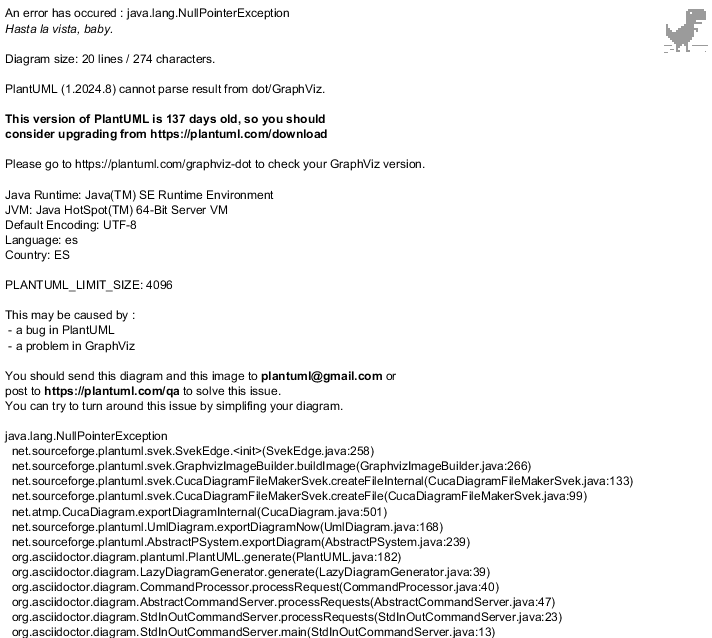 An error has occured : java.lang.NullPointerException
Hasta la vista, baby.
Diagram size: 20 lines / 274 characters.
PlantUML (1.2024.8) cannot parse result from dot/GraphViz.
This version of PlantUML is 137 days old, so you should
consider upgrading from https://plantuml.com/download
Please go to https://plantuml.com/graphviz-dot to check your GraphViz version.
Java Runtime: Java(TM) SE Runtime Environment
JVM: Java HotSpot(TM) 64-Bit Server VM
Default Encoding: UTF-8
Language: es
Country: ES
PLANTUML_LIMIT_SIZE: 4096
This may be caused by :
- a bug in PlantUML
- a problem in GraphViz
You should send this diagram and this image to plantuml@gmail.com or
post to https://plantuml.com/qa to solve this issue.
You can try to turn around this issue by simplifing your diagram.
java.lang.NullPointerException
net.sourceforge.plantuml.svek.SvekEdge.<init>(SvekEdge.java:258)
net.sourceforge.plantuml.svek.GraphvizImageBuilder.buildImage(GraphvizImageBuilder.java:266)
net.sourceforge.plantuml.svek.CucaDiagramFileMakerSvek.createFileInternal(CucaDiagramFileMakerSvek.java:133)
net.sourceforge.plantuml.svek.CucaDiagramFileMakerSvek.createFile(CucaDiagramFileMakerSvek.java:99)
net.atmp.CucaDiagram.exportDiagramInternal(CucaDiagram.java:501)
net.sourceforge.plantuml.UmlDiagram.exportDiagramNow(UmlDiagram.java:168)
net.sourceforge.plantuml.AbstractPSystem.exportDiagram(AbstractPSystem.java:239)
org.asciidoctor.diagram.plantuml.PlantUML.generate(PlantUML.java:182)
org.asciidoctor.diagram.LazyDiagramGenerator.generate(LazyDiagramGenerator.java:39)
org.asciidoctor.diagram.CommandProcessor.processRequest(CommandProcessor.java:40)
org.asciidoctor.diagram.AbstractCommandServer.processRequests(AbstractCommandServer.java:47)
org.asciidoctor.diagram.StdInOutCommandServer.processRequests(StdInOutCommandServer.java:23)
org.asciidoctor.diagram.StdInOutCommandServer.main(StdInOutCommandServer.java:13)